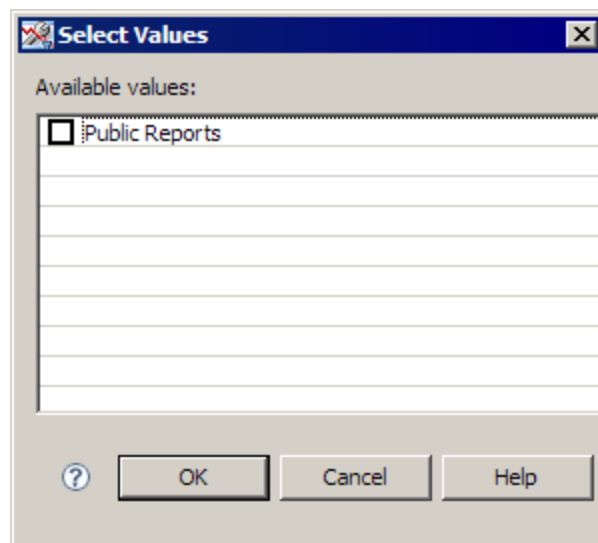 Select Values
Available values:
Public Reports
? OK Cancel Help